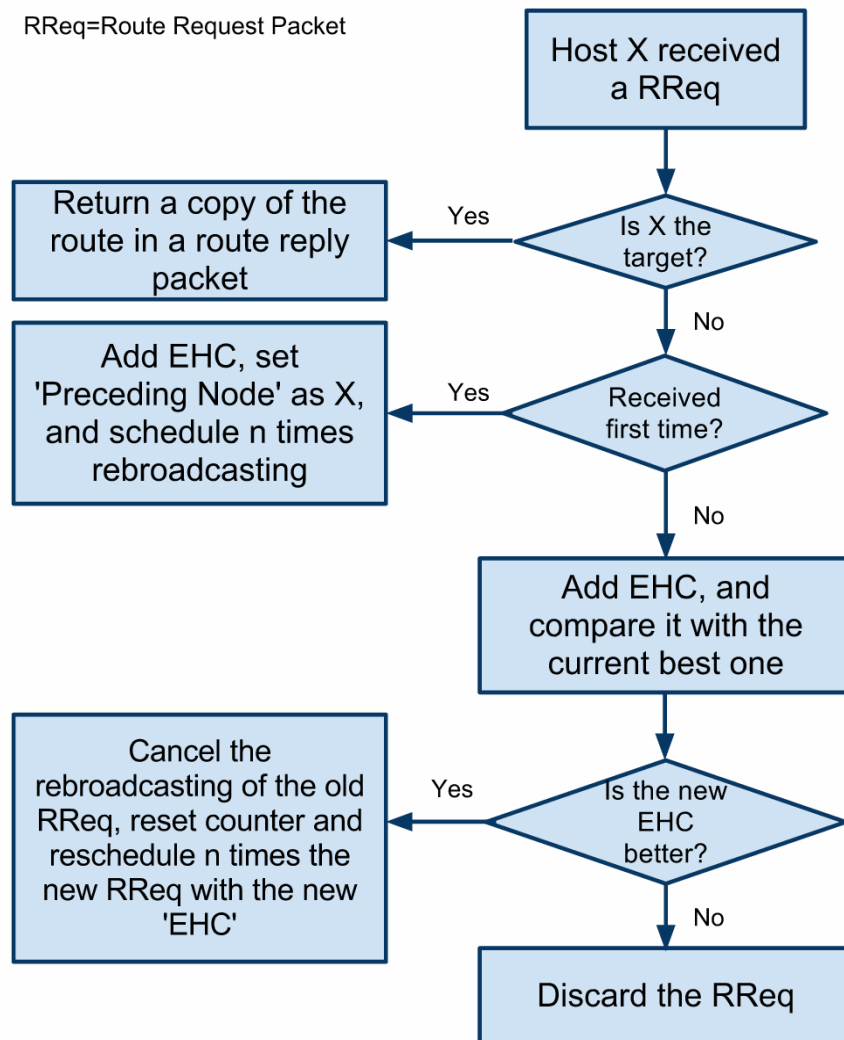 RReq=Route Request Packet
Host X received
a RReq
Is X the
target?
Yes
Return a copy of the
route in a route reply
packet
No
Received
first time?
Yes
Add EHC, set
'Preceding Node' as X,
and schedule n times
rebroadcasting
No
Add EHC, and
compare it with the
current best one
Is the new
EHC
better?
Yes
Cancel the
rebroadcasting of the old
RReq, reset counter and
reschedule n times the
new RReq with the new
'EHC'
No
Discard the RReq